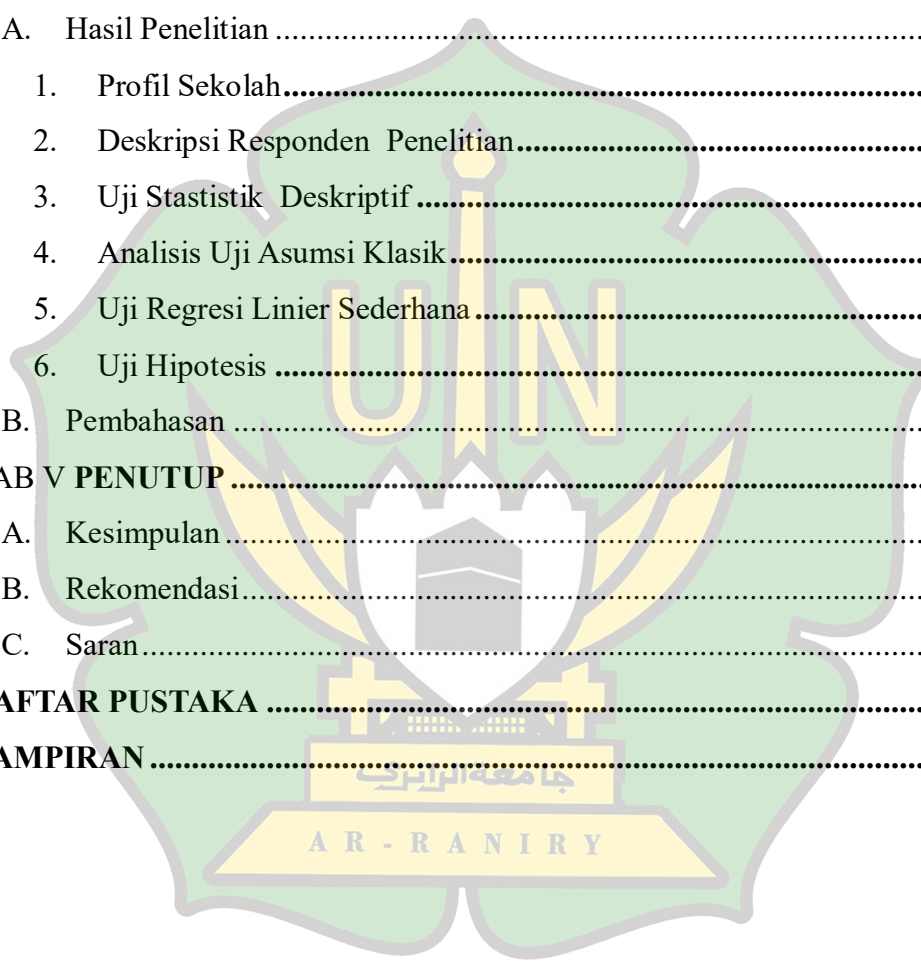 A. Hasil Penelitian ........................................................................................
1. Profil Sekolah........................................................................................
2. Deskripsi Responden Penelitian........................................................
3. Uji Stastistik Deskriptif ......................................................................
4. Analisis Uji Asumsi Klasik..................................................................
5. Uji Regresi Linier Sederhana ..............................................................
6. Uji Hipotesis ........................................................................................
B. Pembahasan ............................................................................................
AB V PENUTUP ..........................................................................................
A. Kesimpulan ............................................................................................
B. Rekomendasi..........................................................................................
C. Saran......................................................................................................
AFTAR PUSTAKA ......................................................................................
AMPIRAN ....................................................................................................
UIN
جامعة الرانري
AR-RANIRY